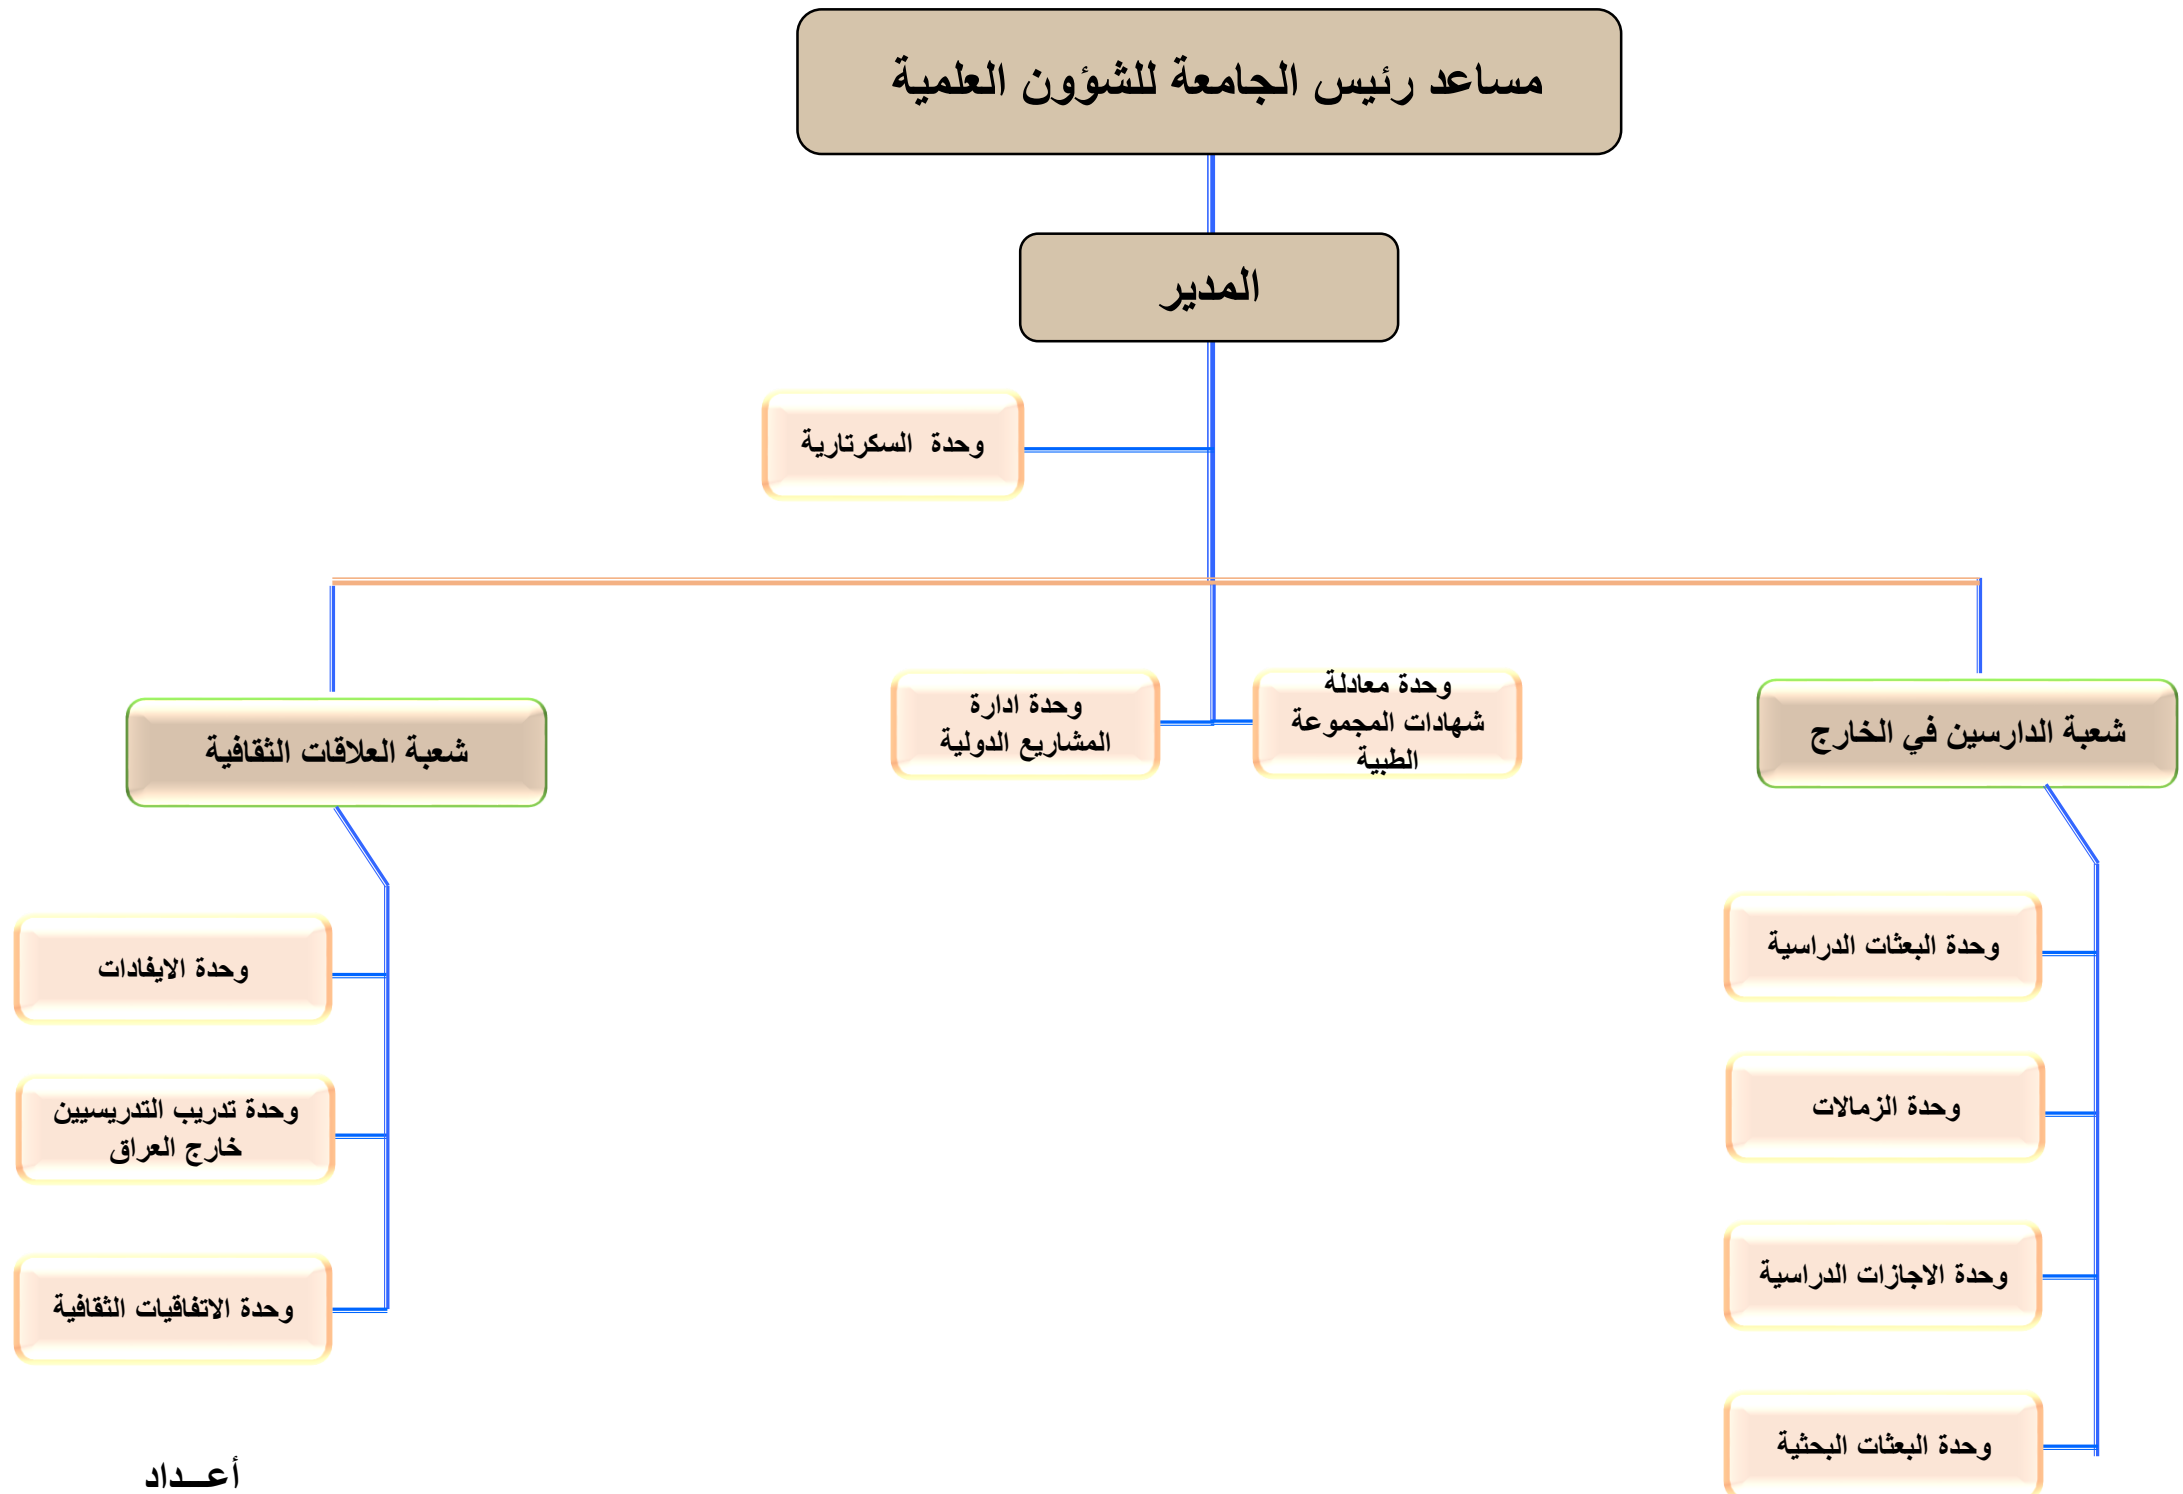 مساعد رئيس الجامعة للشؤون العلمية
المدير
وحدة السكرتارية
شعبة الدارسين في الخارج
وحدة معادلة
شهادات المجموعة
الطبية
وحدة ادارة
المشاريع الدولية
شعبة العلاقات الثقافية
وحدة البعثات الدراسية
وحدة الزمالات
وحدة الاجازات الدراسية
وحدة البعثات البحثية
وحدة الايفادات
وحدة تدريب التدريسيين
خارج العراق
وحدة الاتفاقيات الثقافية
أعـــداد